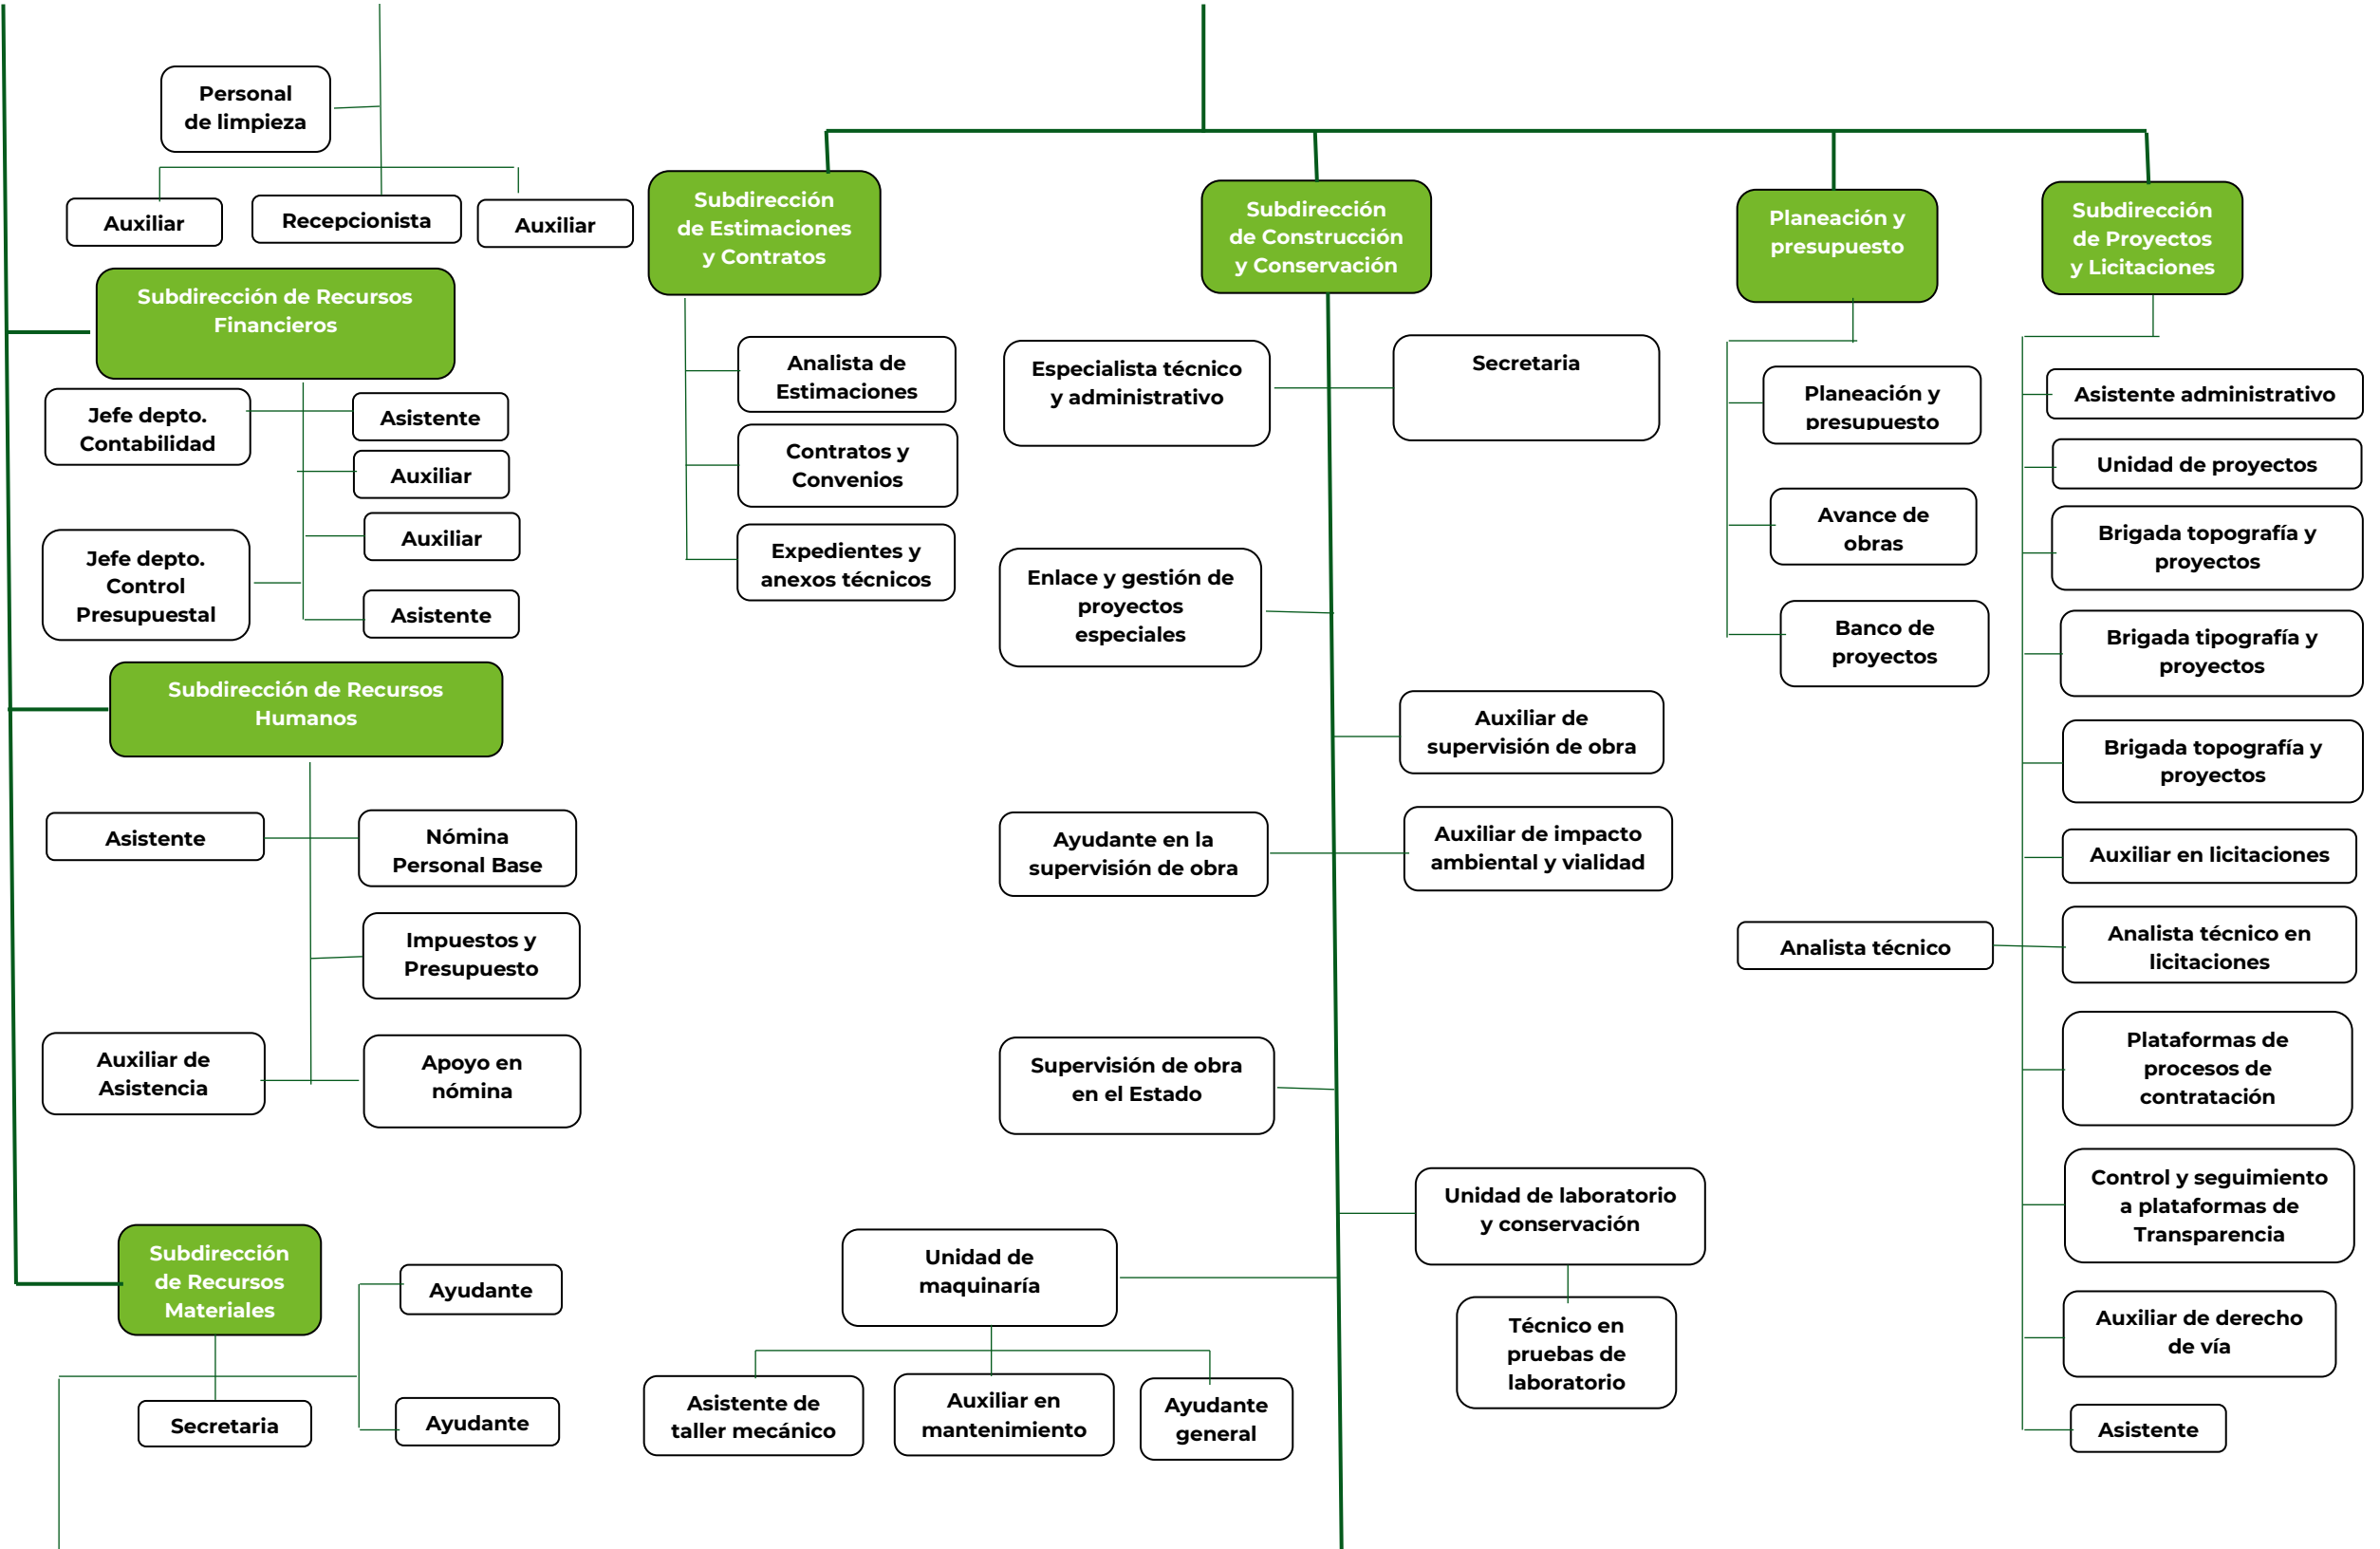 Personal
de limpieza
Auxiliar
Recepcionista
Auxiliar
Subdirección de Recursos
Financieros
Jefe depto.
Contabilidad
Asistente
Auxiliar
Auxiliar
Jefe depto.
Control
Presupuestal
Asistente
Subdirección de Recursos
Humanos
Asistente
Nómina
Personal Base
Impuestos y
Presupuesto
Auxiliar de
Asistencia
Apoyo en
nómina
Subdirección
de Recursos
Materiales
Ayudante
Secretaria
Ayudante
Subdirección
de Estimaciones
y Contratos
Analista de
Estimaciones
Contratos y
Convenios
Expedientes y
anexos técnicos
Subdirección
de Construcción
y Conservación
Especialista técnico
y administrativo
Secretaria
Enlace y gestión de
proyectos
especiales
Auxiliar de
supervisión de obra
Ayudante en la
supervisión de obra
Auxiliar de impacto
ambiental y vialidad
Supervisión de obra
en el Estado
Unidad de laboratorio
y conservación
Técnico en
pruebas de
laboratorio
Unidad de
maquinaría
Asistente de
taller mecánico
Auxiliar en
mantenimiento
Ayudante
general
Planeación y
presupuesto
Planeación y
presupuesto
Avance de
obras
Banco de
proyectos
Subdirección
de Proyectos
y Licitaciones
Asistente administrativo
Unidad de proyectos
Brigada topografía y
proyectos
Brigada tipografía y
proyectos
Brigada topografía y
proyectos
Auxiliar en licitaciones
Analista técnico
Analista técnico en
licitaciones
Plataformas de
procesos de
contratación
Control y seguimiento
a plataformas de
Transparencia
Auxiliar de derecho
de vía
Asistente